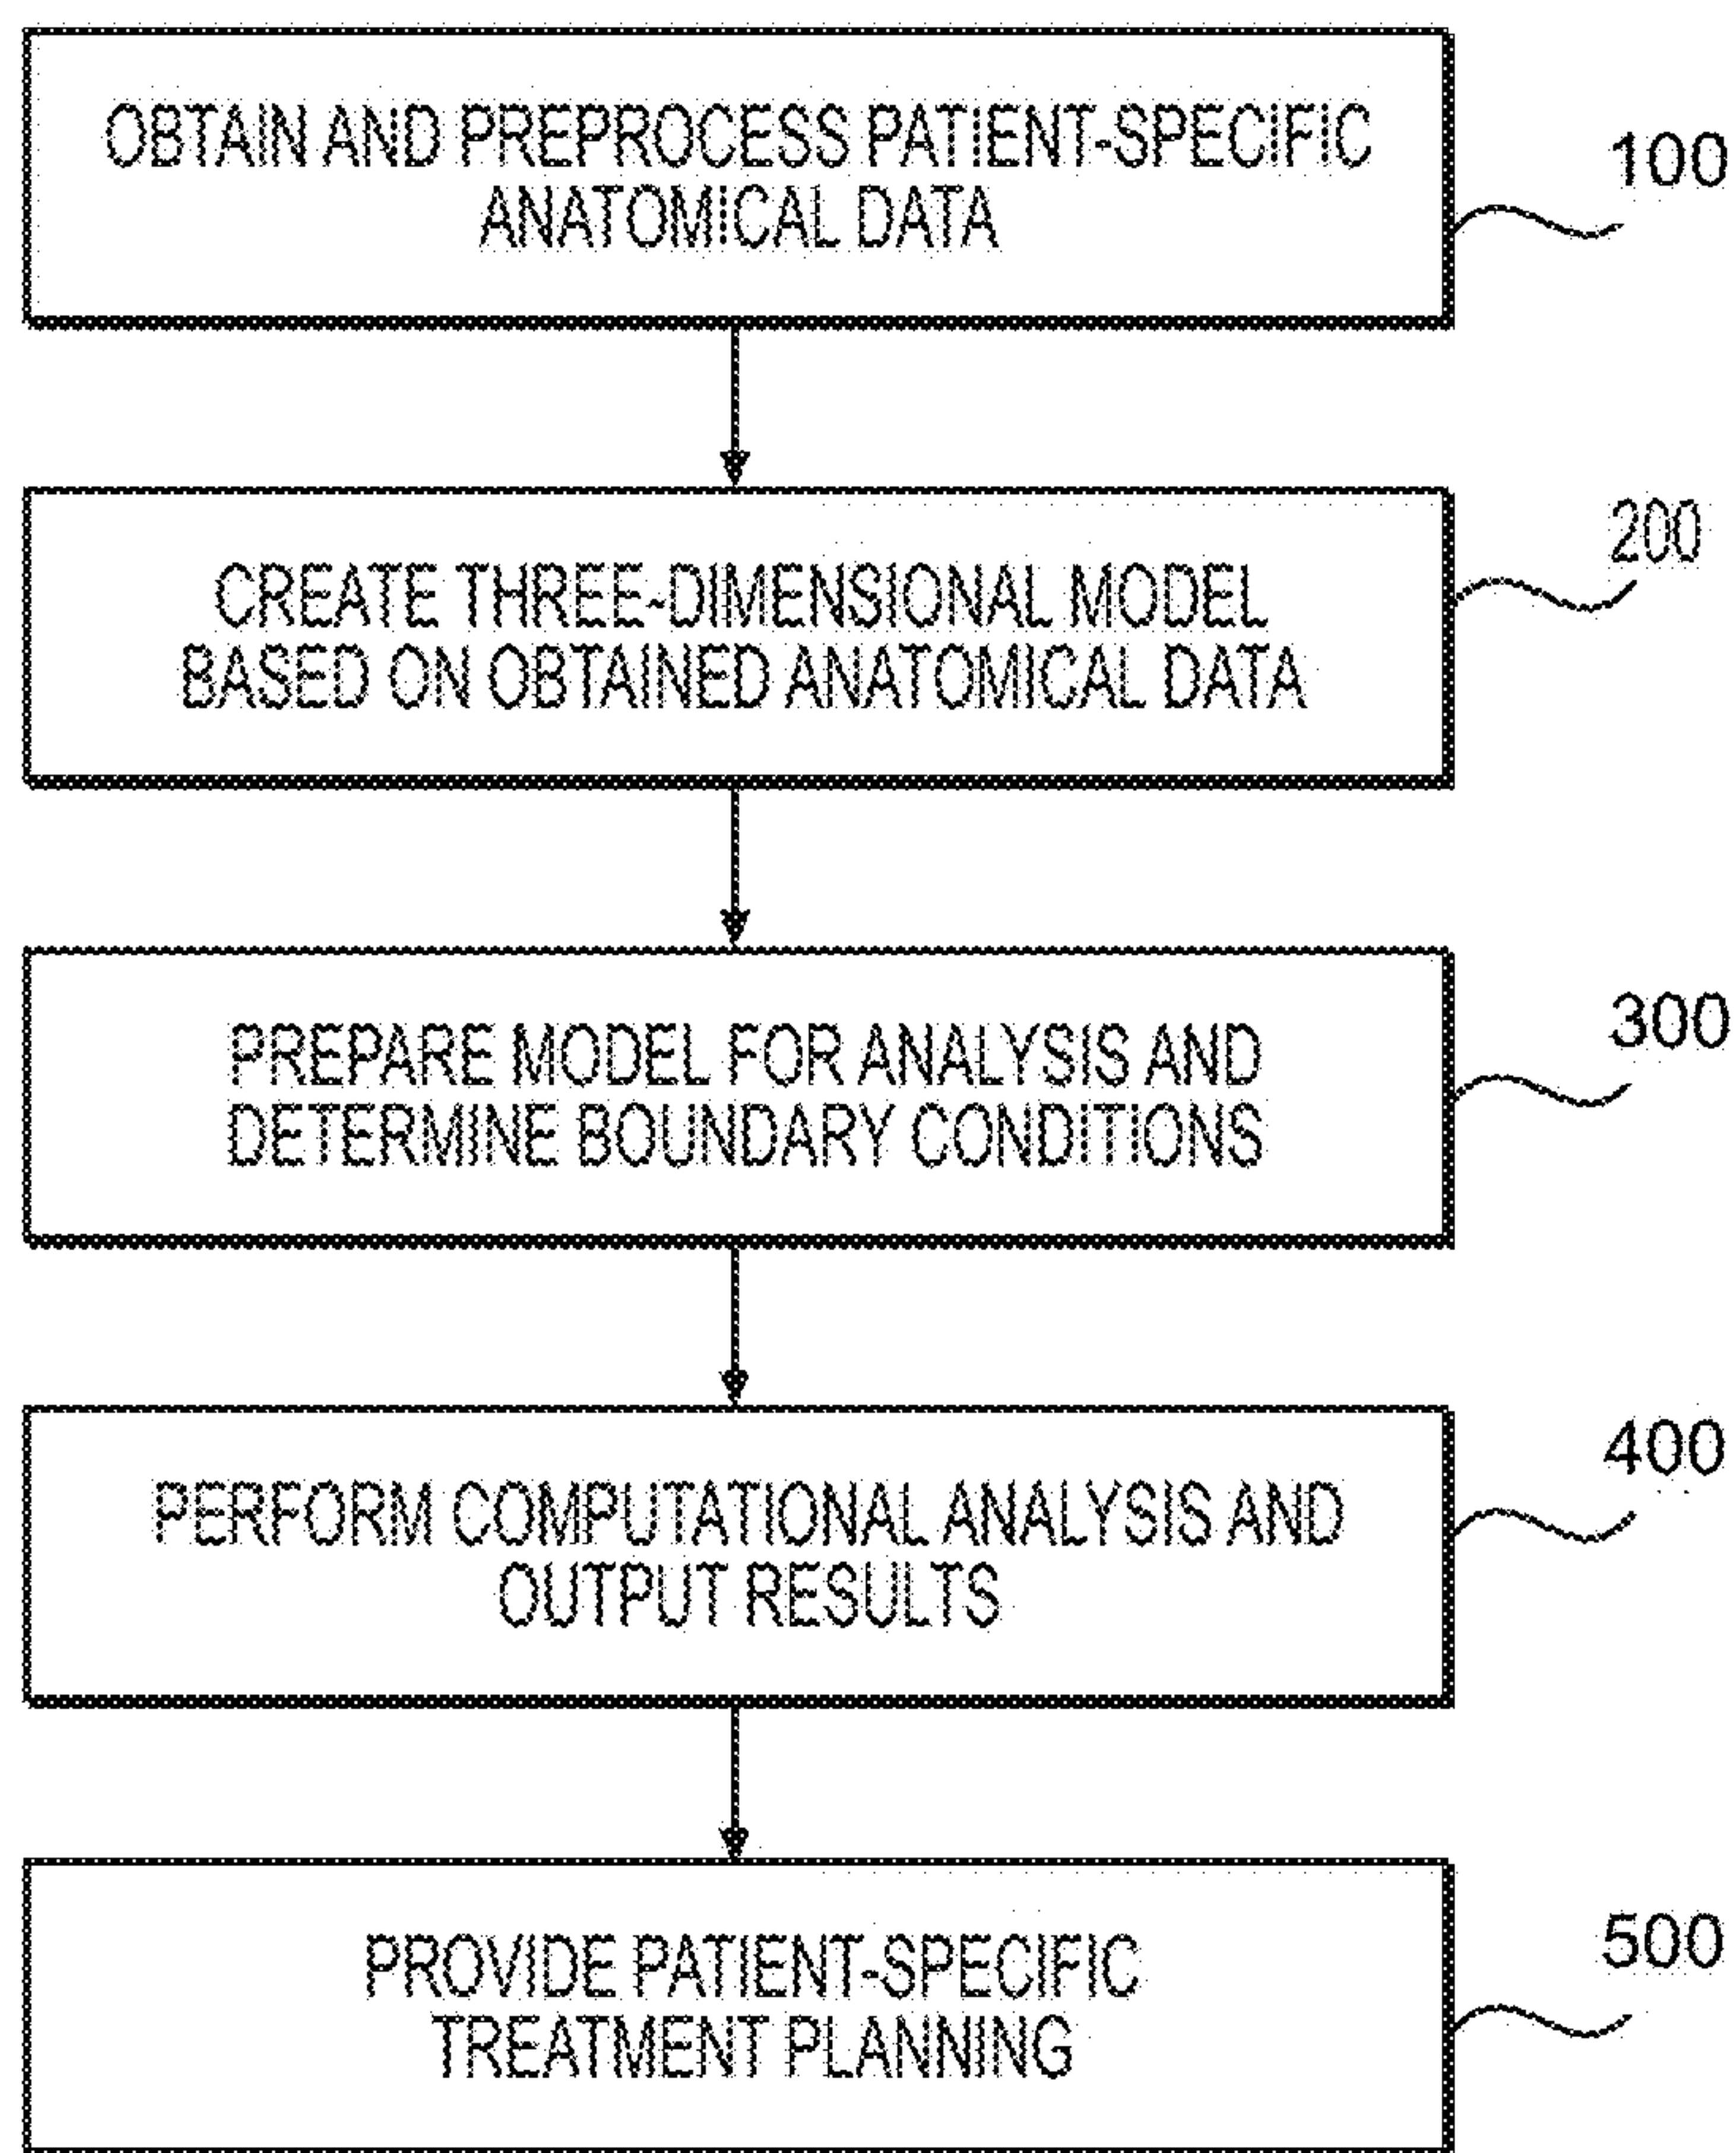 OBTAIN AND PREPROCESS PATIENT-SPECIFIC
ANATOMICAL DATA
100
CREATE THREE-DIMENSIONAL MODEL
BASED ON OBTAINED ANATOMICAL DATA
200
PREPARE MODEL FOR ANALYSIS AND
DETERMINE BOUNDARY CONDITIONS
300
PERFORM COMPUTATIONAL ANALYSIS AND
OUTPUT RESULTS
400
PROVIDE PATIENT-SPECIFIC
TREATMENT PLANNING
500